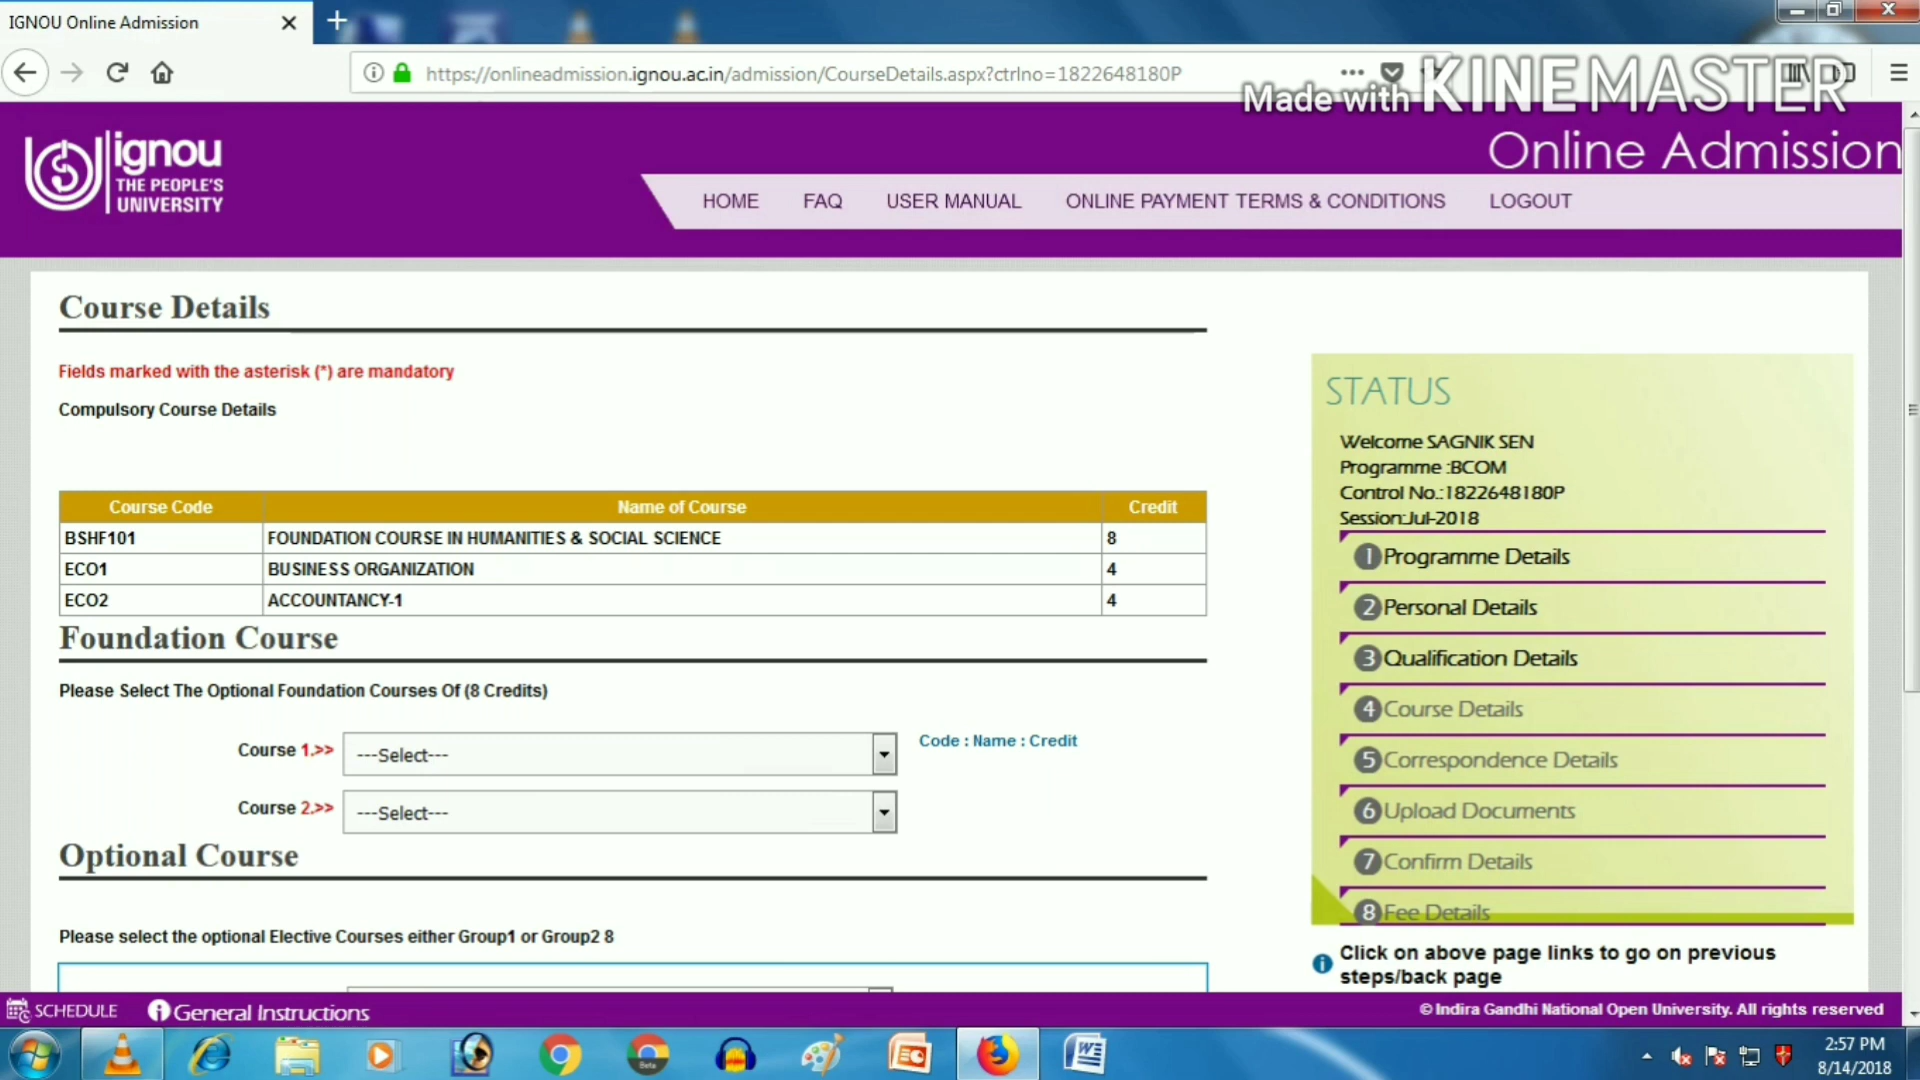 IGNOU Online Admission
https://onlineadmission.ignou.ac.in/admission/CourseDetails.aspx?ctrlno=1822648180P
Made with KINEMASTER
ignou
THE PEOPLE'S
UNIVERSITY
Online Admission
HOME FAQ USER MANUAL ONLINE PAYMENT TERMS & CONDITIONS LOGOUT
Course Details
Fields marked with the asterisk (*) are mandatory
Compulsory Course Details
Course Code Name of Course Credit
BSHF101 FOUNDATION COURSE IN HUMANITIES & SOCIAL SCIENCE 8
ECO1 BUSINESS ORGANIZATION 4
ECO2 ACCOUNTANCY-1 4
Foundation Course
Please Select The Optional Foundation Courses Of (8 Credits)
Course 1.>> ---Select--- Code : Name : Credit
Course 2.>> ---Select---
Optional Course
Please select the optional Elective Courses either Group1 or Group2 8
STATUS
Welcome SAGNIK SEN
Programme :BCOM
Control No.:1822648180P
Session:Jul-2018
1 Programme Details
2 Personal Details
3 Qualification Details
4 Course Details
5 Correspondence Details
6 Upload Documents
7 Confirm Details
8 Fee Details
Click on above page links to go on previous
steps/back page
SCHEDULE General Instructions © Indira Gandhi National Open University. All rights reserved
Beta
2:57 PM
8/14/2018